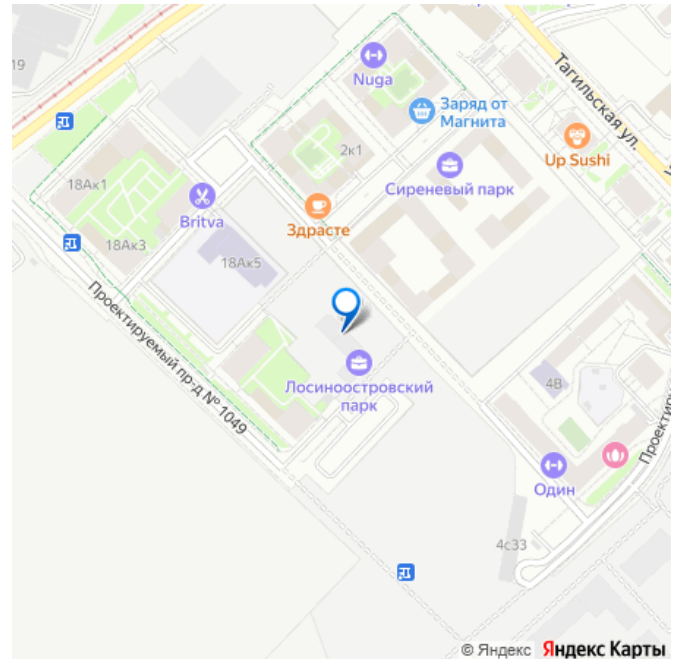 19
Nuga
Заряд от
Магнита
Тагильская ул.
Up Sushi
2к1
Сиреневый парк
18Ак1
Britva
Здрасте
18Ак3
18Ак5
Проектируемый пр-д № 1049
Лосиноостровский
парк
4В
Один
Проектиру
4с33
© Яндекс Яндекс Карты